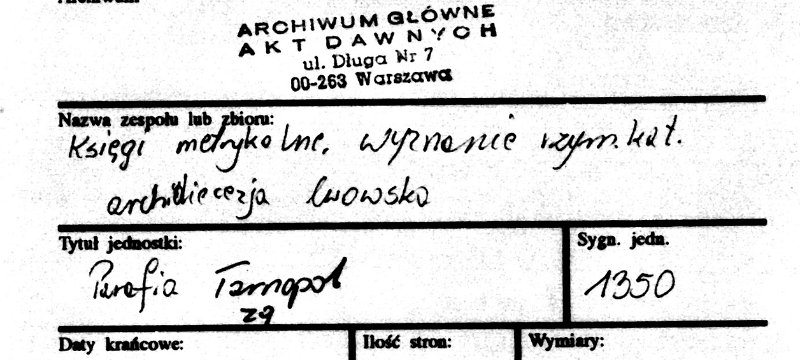 ARCHIWUM GŁÓWNE
AKT DAWNYCH
ul. Długa Nr 7
00-263 Warszawa
Nazwa zespołu lub zbioru:
Księgi metrykalne, wyznanie rzym. kat.
archidiecezja lwowska
Tytuł jednostki:
Sygn. jedn.
Parafia Tarnopol
1350
Daty krańcowe:
Ilość stron:
Wymiary: